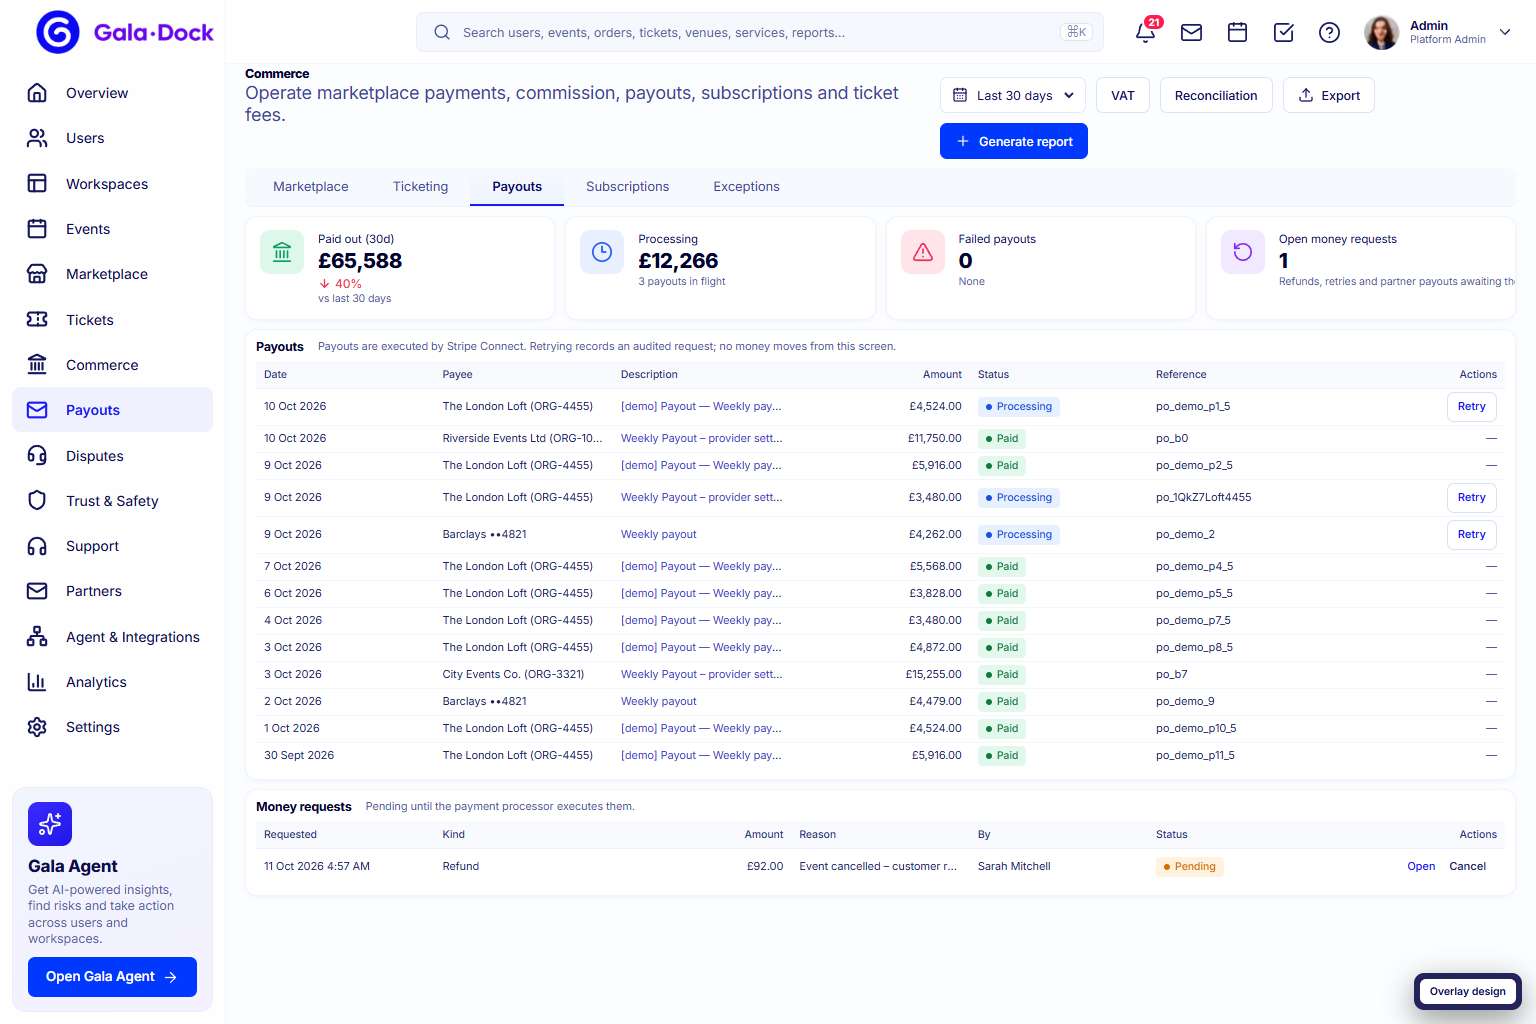 Gala·Dock
Search users, events, orders, tickets, venues, services, reports...
⌘K
21
Admin
Platform Admin
Overview
Users
Workspaces
Events
Marketplace
Tickets
Commerce
Payouts
Disputes
Trust & Safety
Support
Partners
Agent & Integrations
Analytics
Settings
Gala Agent
Get AI-powered insights,
find risks and take action
across users and
workspaces.
Open Gala Agent
Commerce
Operate marketplace payments, commission, payouts, subscriptions and ticket
fees.
Last 30 days
VAT
Reconciliation
Export
Generate report
Marketplace Ticketing Payouts Subscriptions Exceptions
Paid out (30d)
£65,588
40%
vs last 30 days
Processing
£12,266
3 payouts in flight
Failed payouts
0
None
Open money requests
1
Refunds, retries and partner payouts awaiting
Payouts Payouts are executed by Stripe Connect. Retrying records an audited request; no money moves from this screen.
Date Payee Description Amount Status Reference Actions
10 Oct 2026 The London Loft (ORG-4455) [demo] Payout — Weekly pay... £4,524.00 Processing po_demo_p1_5 Retry
10 Oct 2026 Riverside Events Ltd (ORG-10... Weekly Payout – provider sett... £11,750.00 Paid po_b0 —
9 Oct 2026 The London Loft (ORG-4455) [demo] Payout — Weekly pay... £5,916.00 Paid po_demo_p2_5 —
9 Oct 2026 The London Loft (ORG-4455) Weekly Payout – provider sett... £3,480.00 Processing po_1QkZ7Loft4455 Retry
9 Oct 2026 Barclays ••4821 Weekly payout £4,262.00 Processing po_demo_2 Retry
7 Oct 2026 The London Loft (ORG-4455) [demo] Payout — Weekly pay... £5,568.00 Paid po_demo_p4_5 —
6 Oct 2026 The London Loft (ORG-4455) [demo] Payout — Weekly pay... £3,828.00 Paid po_demo_p5_5 —
4 Oct 2026 The London Loft (ORG-4455) [demo] Payout — Weekly pay... £3,480.00 Paid po_demo_p7_5 —
3 Oct 2026 The London Loft (ORG-4455) [demo] Payout — Weekly pay... £4,872.00 Paid po_demo_p8_5 —
3 Oct 2026 City Events Co. (ORG-3321) Weekly Payout – provider sett... £15,255.00 Paid po_b7 —
2 Oct 2026 Barclays ••4821 Weekly payout £4,479.00 Paid po_demo_9 —
1 Oct 2026 The London Loft (ORG-4455) [demo] Payout — Weekly pay... £4,524.00 Paid po_demo_p10_5 —
30 Sept 2026 The London Loft (ORG-4455) [demo] Payout — Weekly pay... £5,916.00 Paid po_demo_p11_5 —
Money requests Pending until the payment processor executes them.
Requested Kind Amount Reason By Status Actions
11 Oct 2026 4:57 AM Refund £92.00 Event cancelled – customer r... Sarah Mitchell Pending Open Cancel
Overlay design